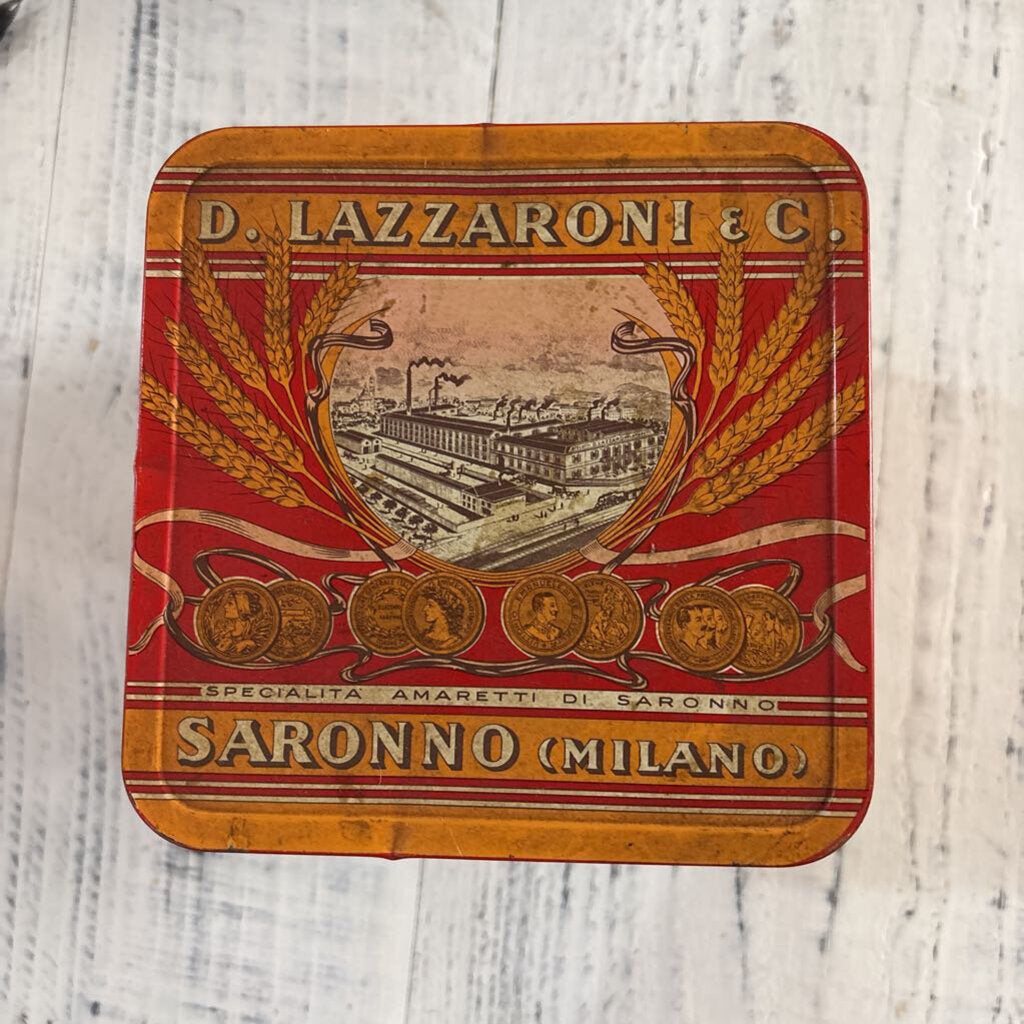 D. LAZZARONI & C.
SPECIALITA AMARETTI DI SARONNO
SARONNO (MILANO)